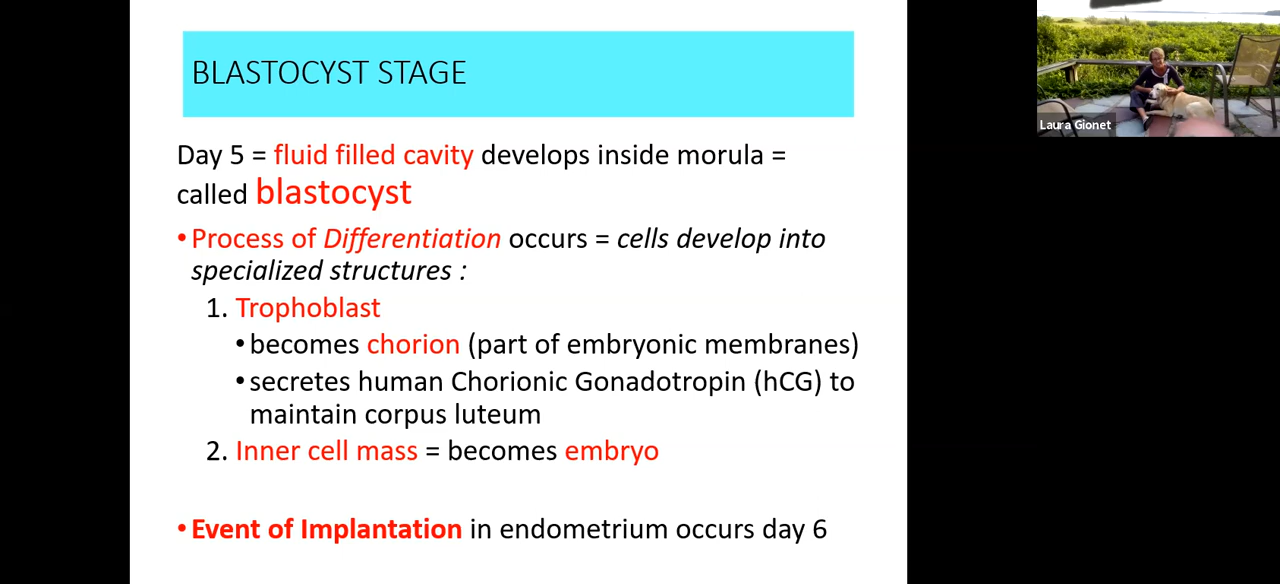 BLASTOCYST STAGE
Laura Gionet
Day 5 = fluid filled cavity develops inside morula =
called blastocyst
•Process of Differentiation occurs = cells develop into
specialized structures :
1. Trophoblast
•becomes chorion (part of embryonic membranes)
•secretes human Chorionic Gonadotropin (hCG) to
maintain corpus luteum
2. Inner cell mass = becomes embryo
•Event of Implantation in endometrium occurs day 6